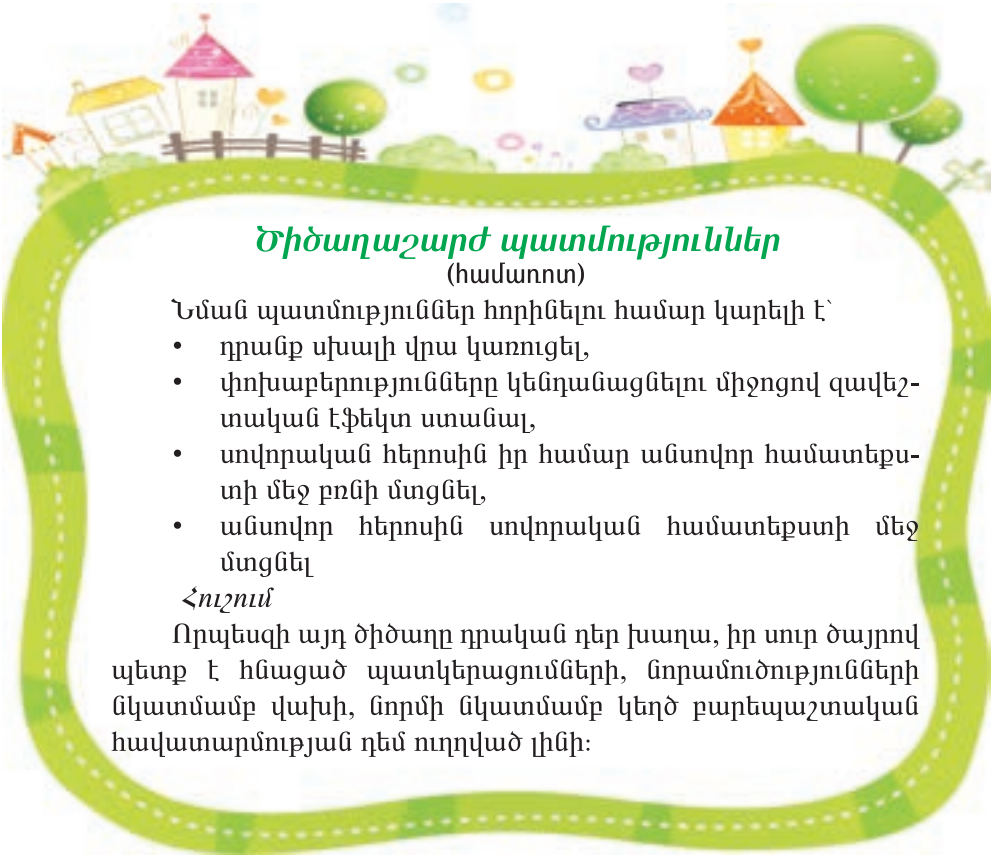 Ծիծաղաշարժ պատմություններ
(համառոտ)
Նման պատմություններ հորինելու համար կարելի է՝
• դրանք սխալի վրա կառուցել,
• փոխաբերությունները կենդանացնելու միջոցով զավեշ-
տական էֆեկտ ստանալ,
• սովորական հերոսին իր համար անսովոր համատեքս-
տի մեջ բռնի մտցնել,
• անսովոր հերոսին սովորական համատեքստի մեջ
մտցնել
Հուշում
Որպեսզի այդ ծիծաղը դրական դեր խաղա, իր սուր ծայրով
պետք է հնացած պատկերացումների, նորամուծությունների
նկատմամբ վախի, նորմի նկատմամբ կեղծ բարեպաշտական
հավատարմության դեմ ուղղված լինի: